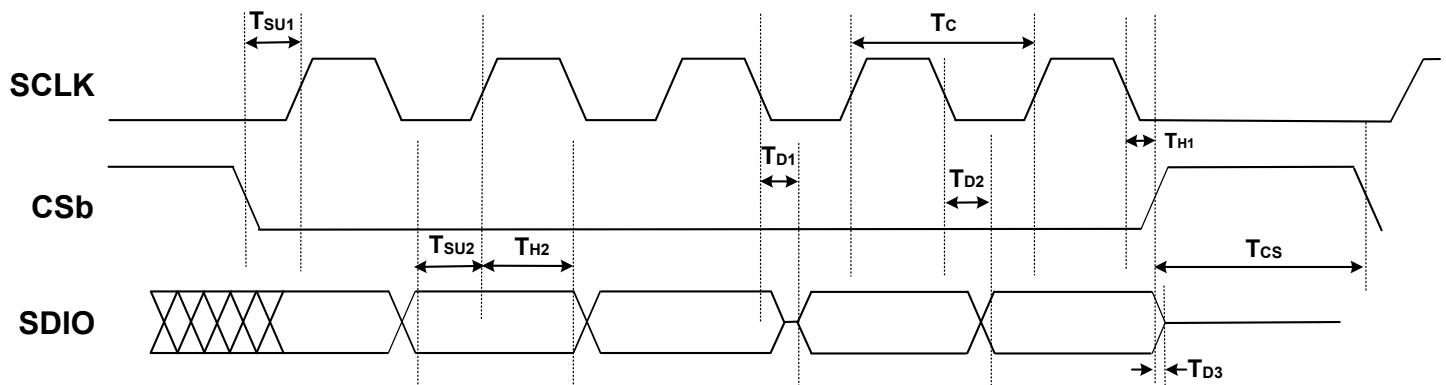 TSU1
TC
SCLK
TH1
TD1
TD2
CSb
TSU2
TH2
TCS
SDIO
TD3